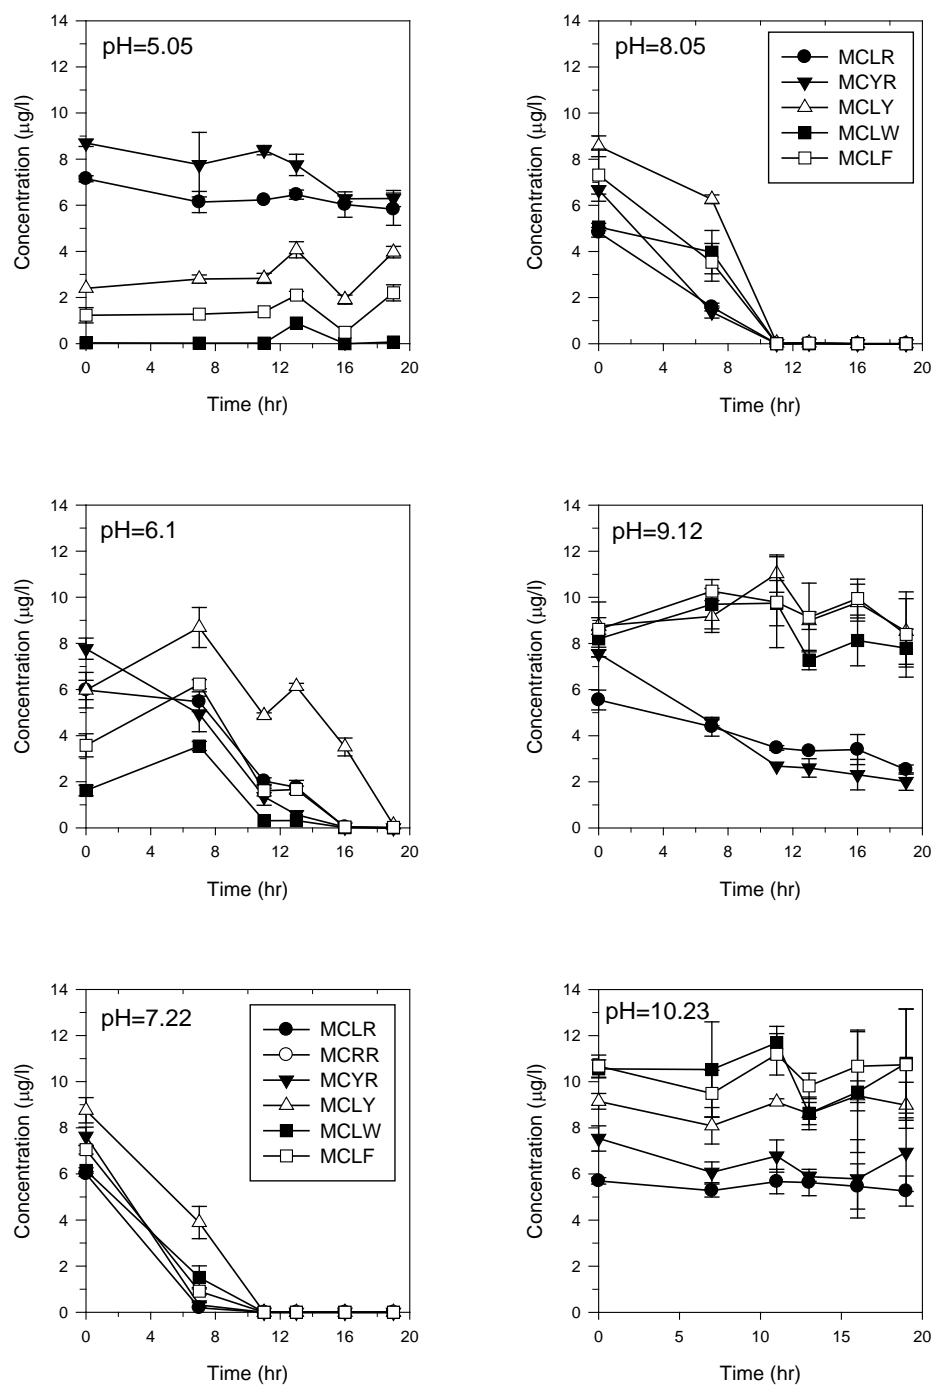 pH=5.05
Concentration (µg/l)
14
12
10
8
6
4
2
0
0 4 8 12 16 20
Time (hr)
pH=8.05
MCLR
MCYR
MCLY
MCLW
MCLF
Concentration (µg/l)
14
12
10
8
6
4
2
0
0 4 8 12 16 20
Time (hr)
pH=6.1
Concentration (µg/l)
14
12
10
8
6
4
2
0
0 4 8 12 16 20
Time (hr)
pH=9.12
Concentration (µg/l)
14
12
10
8
6
4
2
0
0 4 8 12 16 20
Time (hr)
pH=7.22
MCLR
MCRR
MCYR
MCLY
MCLW
MCLF
Concentration (µg/l)
14
12
10
8
6
4
2
0
0 4 8 12 16 20
Time (hr)
pH=10.23
Concentration (µg/l)
14
12
10
8
6
4
2
0
0 5 10 15 20
Time (hr)